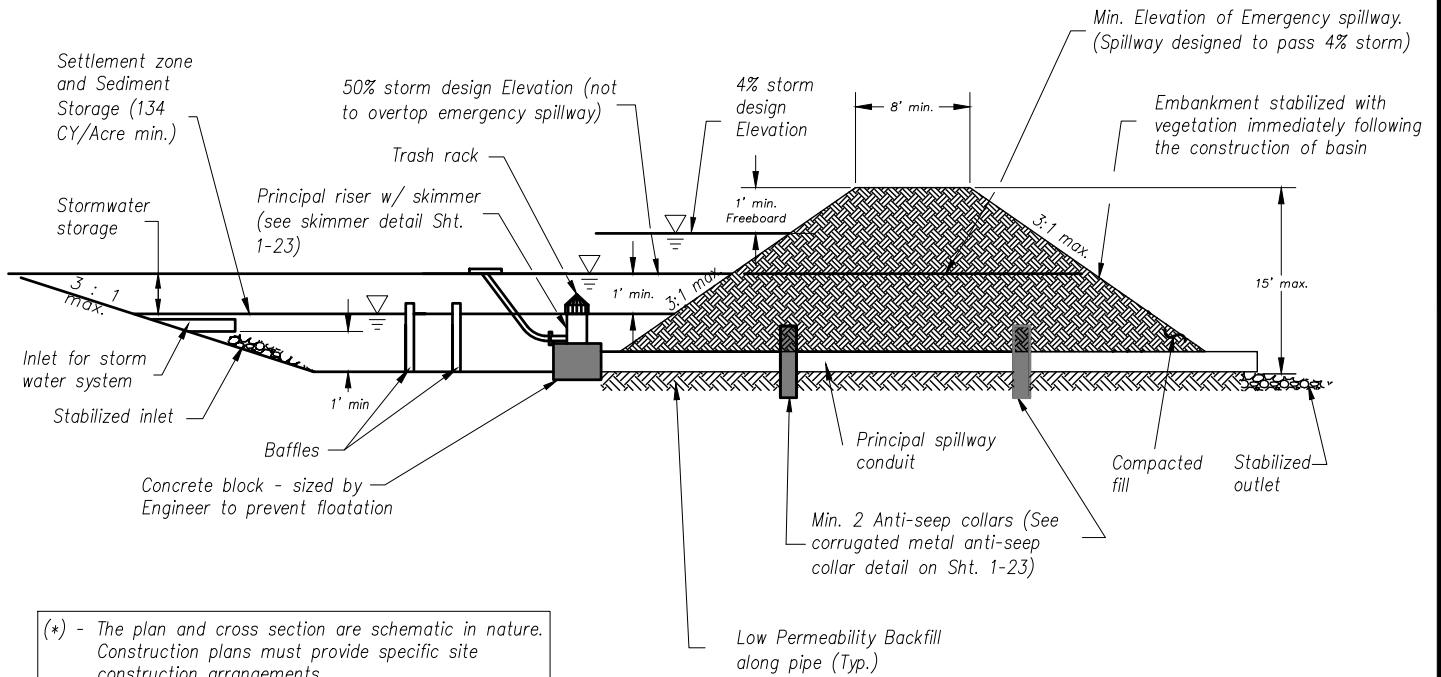 Min. Elevation of Emergency spillway.
(Spillway designed to pass 4% storm)
Settlement zone
and Sediment
Storage (134
CY/Acre min.)
50% storm design Elevation (not
to overtop emergency spillway)
4% storm
design
Elevation
8' min.
Embankment stabilized with
vegetation immediately following
the construction of basin
Trash rack
Principal riser w/ skimmer
(see skimmer detail Sht.
1-23)
Stormwater
storage
1' min.
Freeboard
3:1 max.
3:1 max.
3 : 1
max.
1' min.
15' max.
Inlet for storm
water system
Stabilized inlet
1' min
Baffles
Concrete block - sized by
Engineer to prevent floatation
Principal spillway
conduit
Compacted
fill
Stabilized
outlet
Min. 2 Anti-seep collars (See
corrugated metal anti-seep
collar detail on Sht. 1-23)
Low Permeability Backfill
along pipe (Typ.)
(*) - The plan and cross section are schematic in nature.
Construction plans must provide specific site
construction arrangements